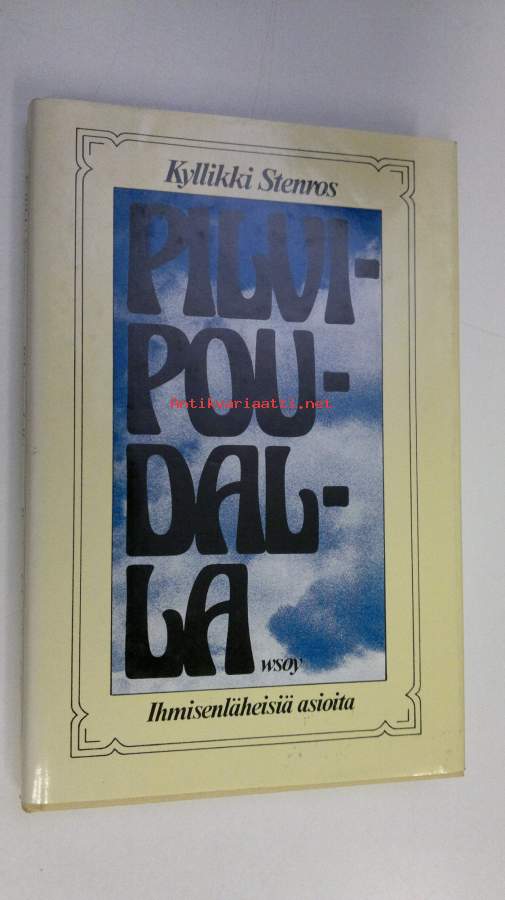 Kyllikki Stenros
PILVI-
POU-
Antikvariaatti.net
DAL-
LA
wsoy
Ihmisenläheisiä asioita